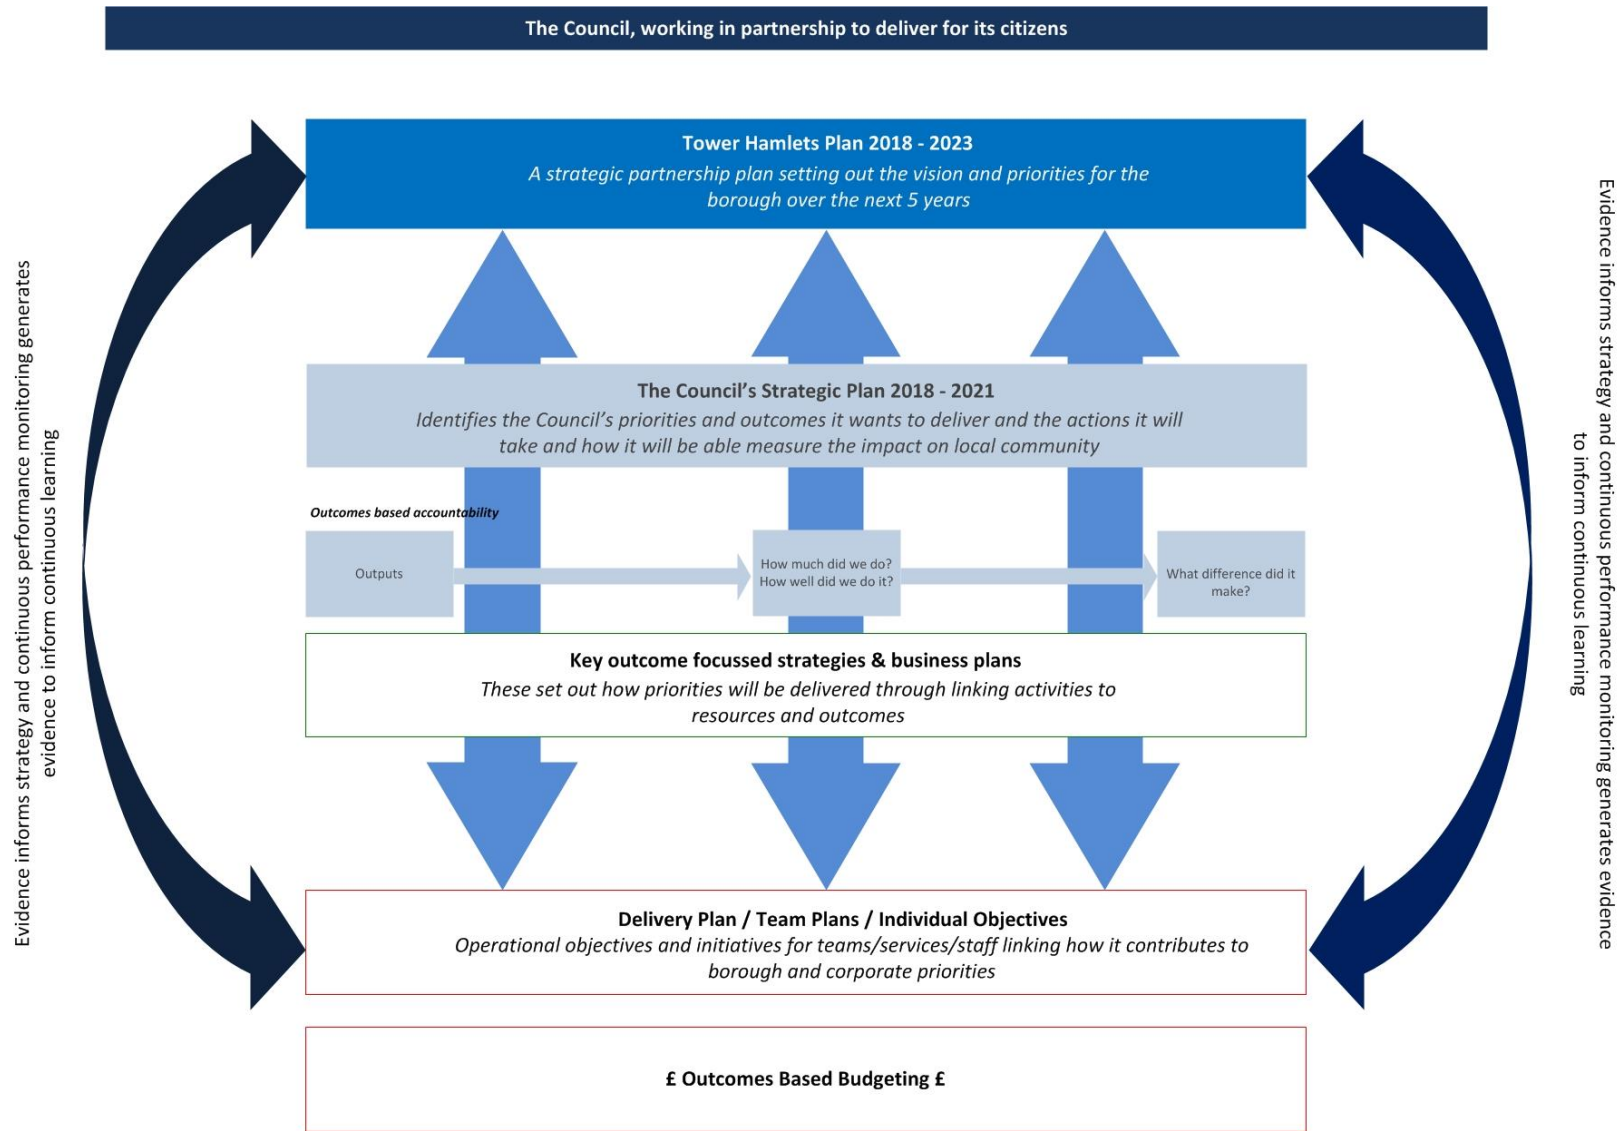 The Council, working in partnership to deliver for its citizens
Tower Hamlets Plan 2018 - 2023
A strategic partnership plan setting out the vision and priorities for the
borough over the next 5 years
The Council’s Strategic Plan 2018 - 2021
Identifies the Council’s priorities and outcomes it wants to deliver and the actions it will
take and how it will be able measure the impact on local community
Outcomes based accountability
Outputs
How much did we do?
How well did we do it?
What difference did it
make?
Key outcome focussed strategies & business plans
These set out how priorities will be delivered through linking activities to
resources and outcomes
Delivery Plan / Team Plans / Individual Objectives
Operational objectives and initiatives for teams/services/staff linking how it contributes to
borough and corporate priorities
£ Outcomes Based Budgeting £
Evidence informs strategy and continuous performance monitoring generates
evidence to inform continuous learning
Evidence informs strategy and continuous performance monitoring generates evidence
to inform continuous learning